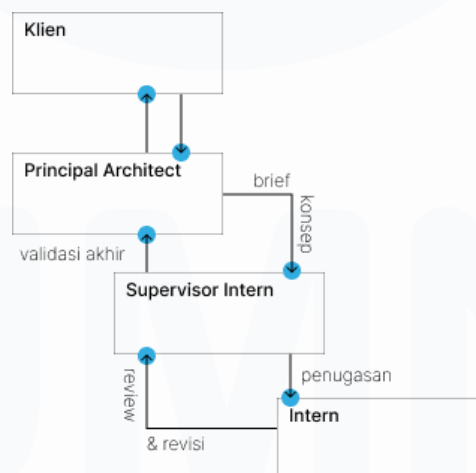 Klien
Principal Architect
brief
konsep
validasi akhir
Supervisor Intern
penugasan
review
& revisi
Intern